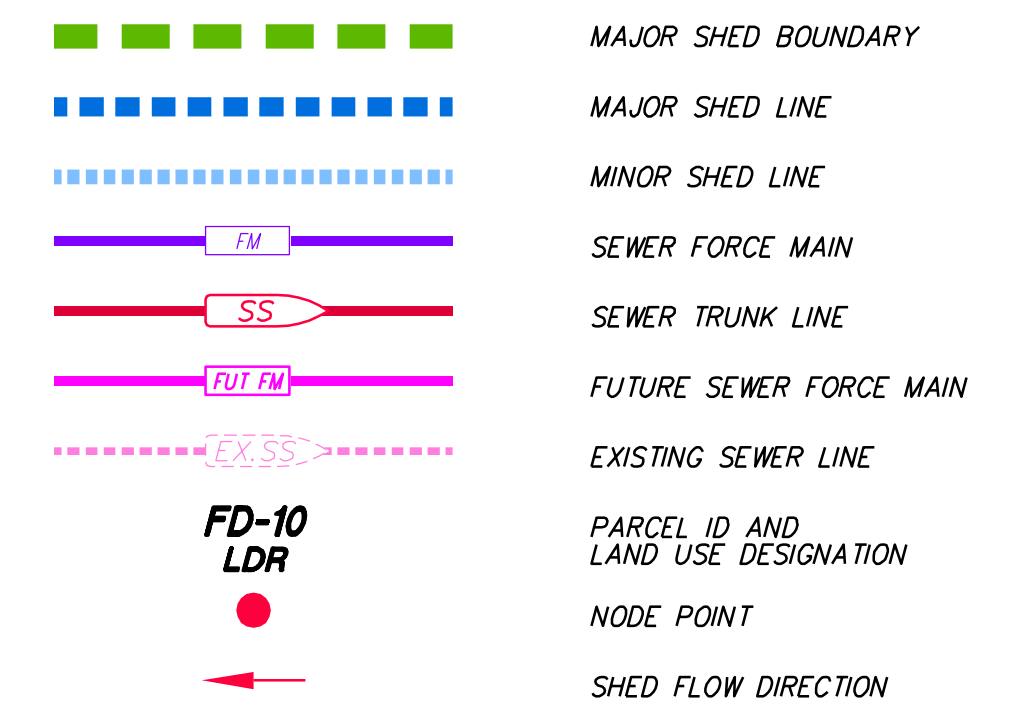 MAJOR SHED BOUNDARY
MAJOR SHED LINE
MINOR SHED LINE
FM SEWER FORCE MAIN
SS SEWER TRUNK LINE
FUT FM FUTURE SEWER FORCE MAIN
EX.SS EXISTING SEWER LINE
FD-10 PARCEL ID AND
LDR LAND USE DESIGNATION
NODE POINT
SHED FLOW DIRECTION